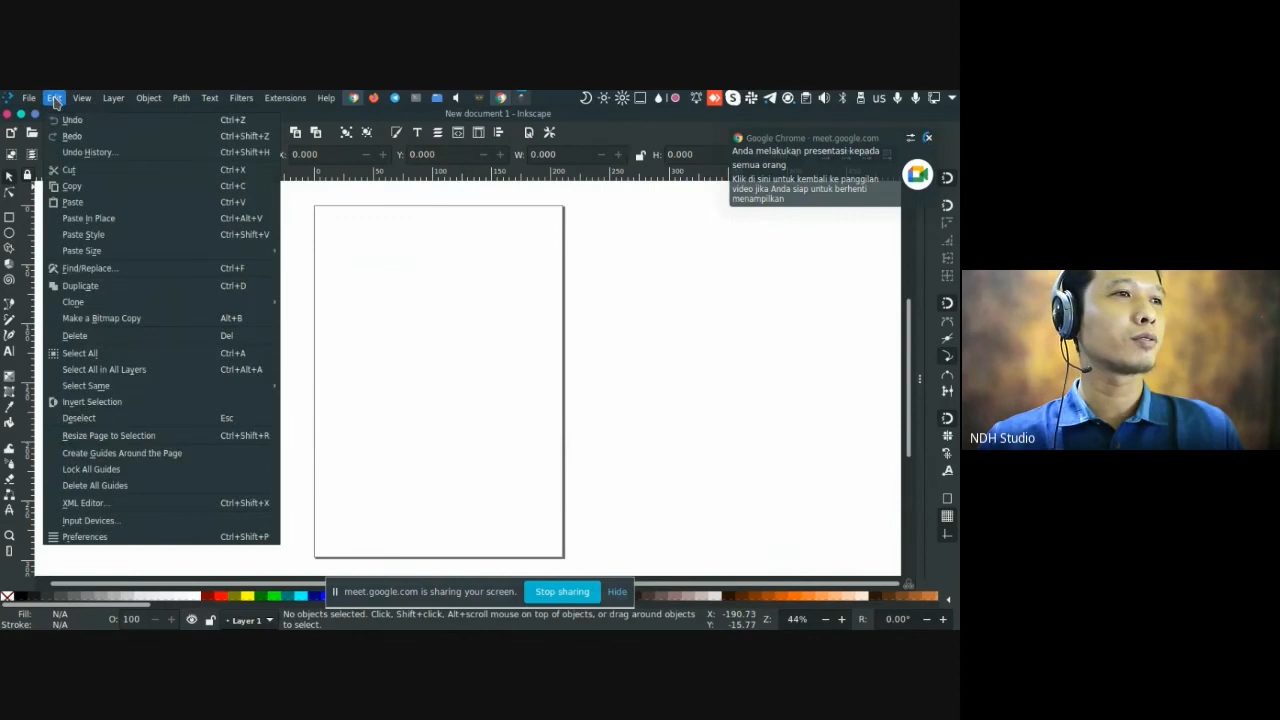 File Edit View Layer Object Path Text Filters Extensions Help US
New document 1 - Inkscape
Undo Ctrl+Z
Redo Ctrl+Shift+Z
Undo History... Ctrl+Shift+H
Cut Ctrl+X
Copy Ctrl+C
Paste Ctrl+V
Paste In Place Ctrl+Alt+V
Paste Style Ctrl+Shift+V
Paste Size
Find/Replace... Ctrl+F
Duplicate Ctrl+D
Clone
Make a Bitmap Copy Alt+B
Delete Del
Select All Ctrl+A
Select All in All Layers Ctrl+Alt+A
Select Same
Invert Selection
Deselect Esc
Resize Page to Selection Ctrl+Shift+R
Create Guides Around the Page
Lock All Guides
Delete All Guides
XML Editor... Ctrl+Shift+X
Input Devices...
Preferences Ctrl+Shift+P
X: 0.000 Y: 0.000 W: 0.000 H: 0.000
0 50 100 150 200 250 300
Google Chrome · meet.google.com
Anda melakukan presentasi kepada
semua orang
Klik di sini untuk kembali ke panggilan
video jika Anda siap untuk berhenti
menampilkan
NDH Studio
meet.google.com is sharing your screen. Stop sharing Hide
Fill: N/A
Stroke: N/A
O: 100
Layer 1
No objects selected. Click, Shift+click, Alt+scroll mouse on top of objects, or drag around objects
to select.
X: -190.73
Y: -15.77
Z: 44%
R: 0.00°